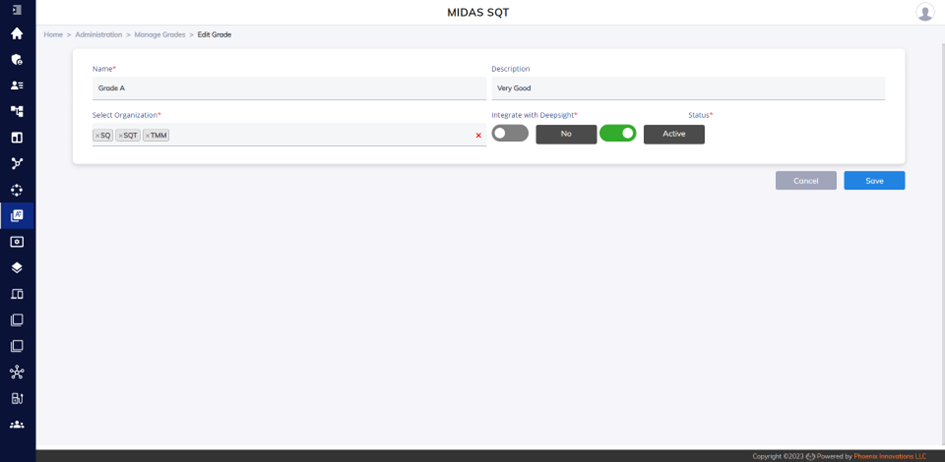 MIDAS SQT
Home > Administration > Manage Grades > Edit Grade
Name* Description
Grade A Very Good
Select Organization* Integrate with Deepsight* Status*
×SQ ×SQT ×TMM × No Active
Cancel Save
Copyright ©2023 Powered by Phoenix Innovations LLC